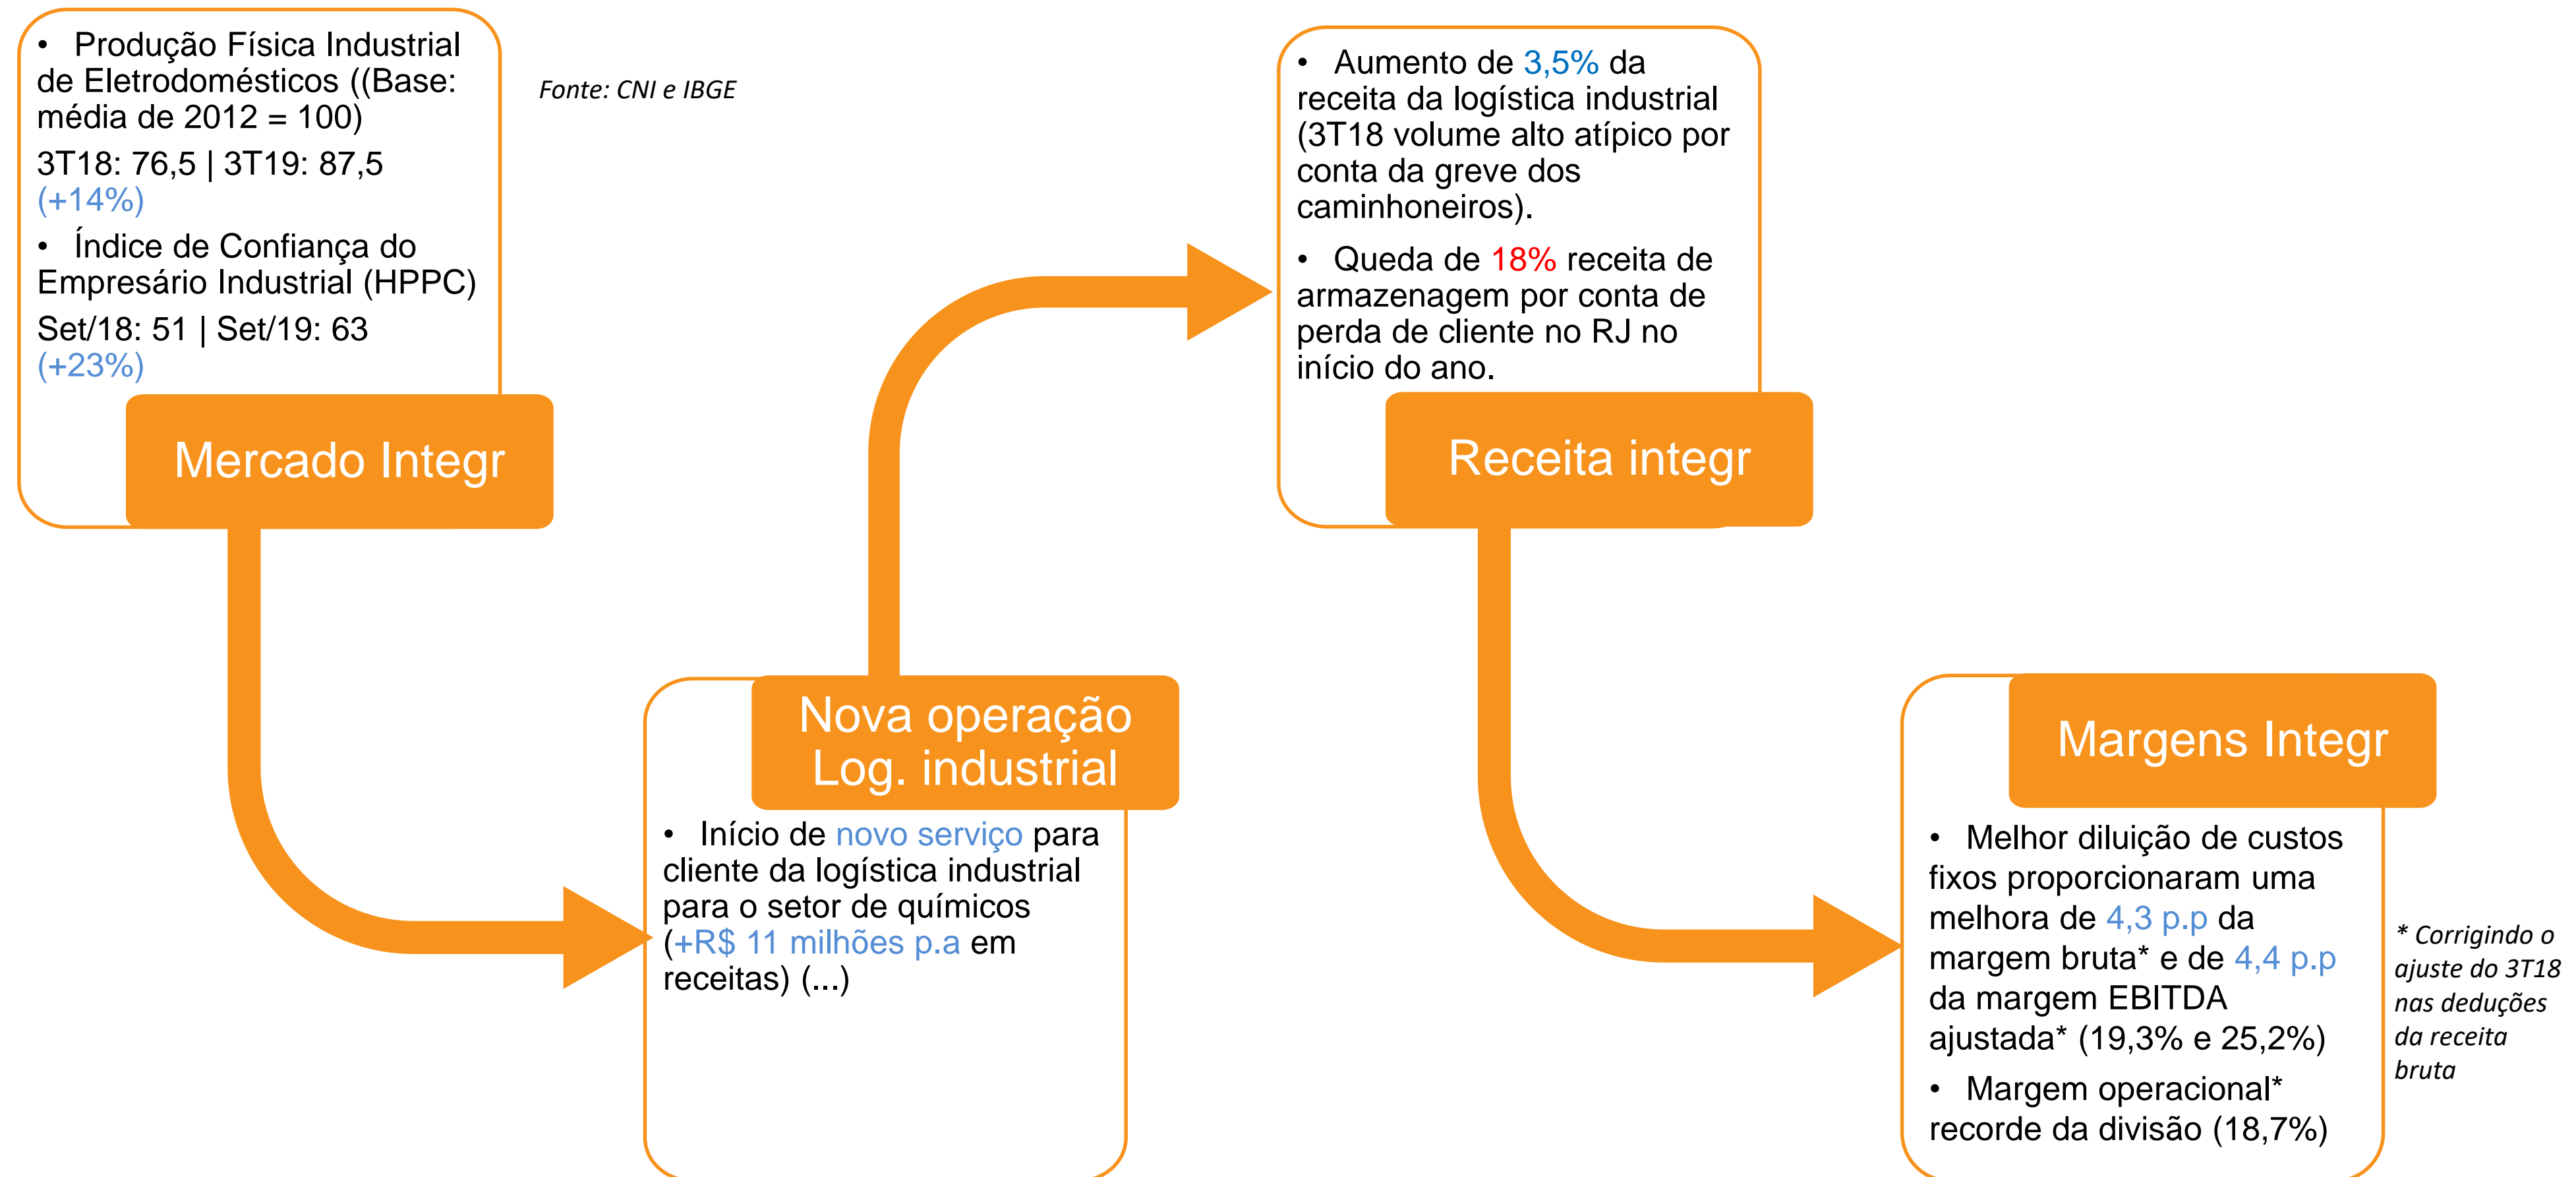 • Produção Física Industrial
de Eletrodomésticos ((Base:
média de 2012 = 100)
3T18: 76,5 | 3T19: 87,5
(+14%)
• Índice de Confiança do
Empresário Industrial (HPPC)
Set/18: 51 | Set/19: 63
(+23%)
Mercado Integr
Fonte: CNI e IBGE
Nova operação
Log. industrial
• Início de novo serviço para
cliente da logística industrial
para o setor de químicos
(+R$ 11 milhões p.a em
receitas) (...)
• Aumento de 3,5% da
receita da logística industrial
(3T18 volume alto atípico por
conta da greve dos
caminhoneiros).
• Queda de 18% receita de
armazenagem por conta de
perda de cliente no RJ no
início do ano.
Receita integr
Margens Integr
• Melhor diluição de custos
fixos proporcionaram uma
melhora de 4,3 p.p da
margem bruta* e de 4,4 p.p
da margem EBITDA
ajustada* (19,3% e 25,2%)
• Margem operacional*
recorde da divisão (18,7%)
* Corrigindo o
ajuste do 3T18
nas deduções
da receita
bruta